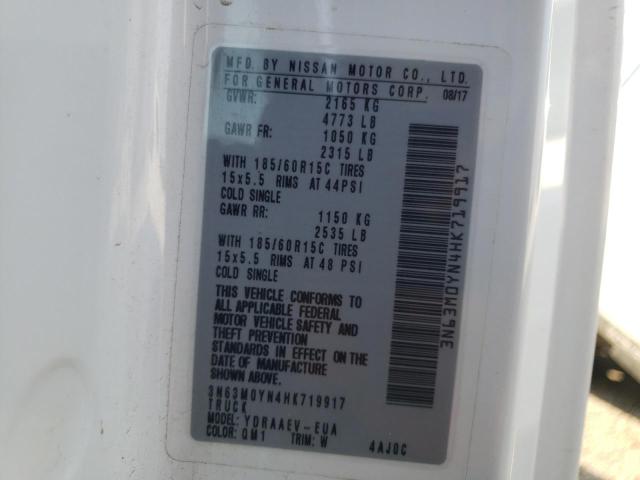 MFD. BY NISSAN MOTOR CO., LTD.
FOR GENERAL MOTORS CORP. 08/17
GVWR: 2165 KG
4773 LB
GAWR FR: 1050 KG
2315 LB
WITH 185/60R15C TIRES
15x5.5 RIMS AT 44PSI
COLD SINGLE
GAWR RR: 1150 KG
2535 LB
WITH 185/60R15C TIRES
15x5.5 RIMS AT 48 PSI
COLD SINGLE
THIS VEHICLE CONFORMS TO
ALL APPLICABLE FEDERAL
MOTOR VEHICLE SAFETY AND
THEFT PREVENTION
STANDARDS IN EFFECT ON THE
DATE OF MANUFACTURE
SHOWN ABOVE.
3N63M0YN4HK719917
TRUCK
MODEL: YDRAAEV-EUA
COLOR: QM1 TRIM: W 4AJ0C
3N63M0YN4HK719917